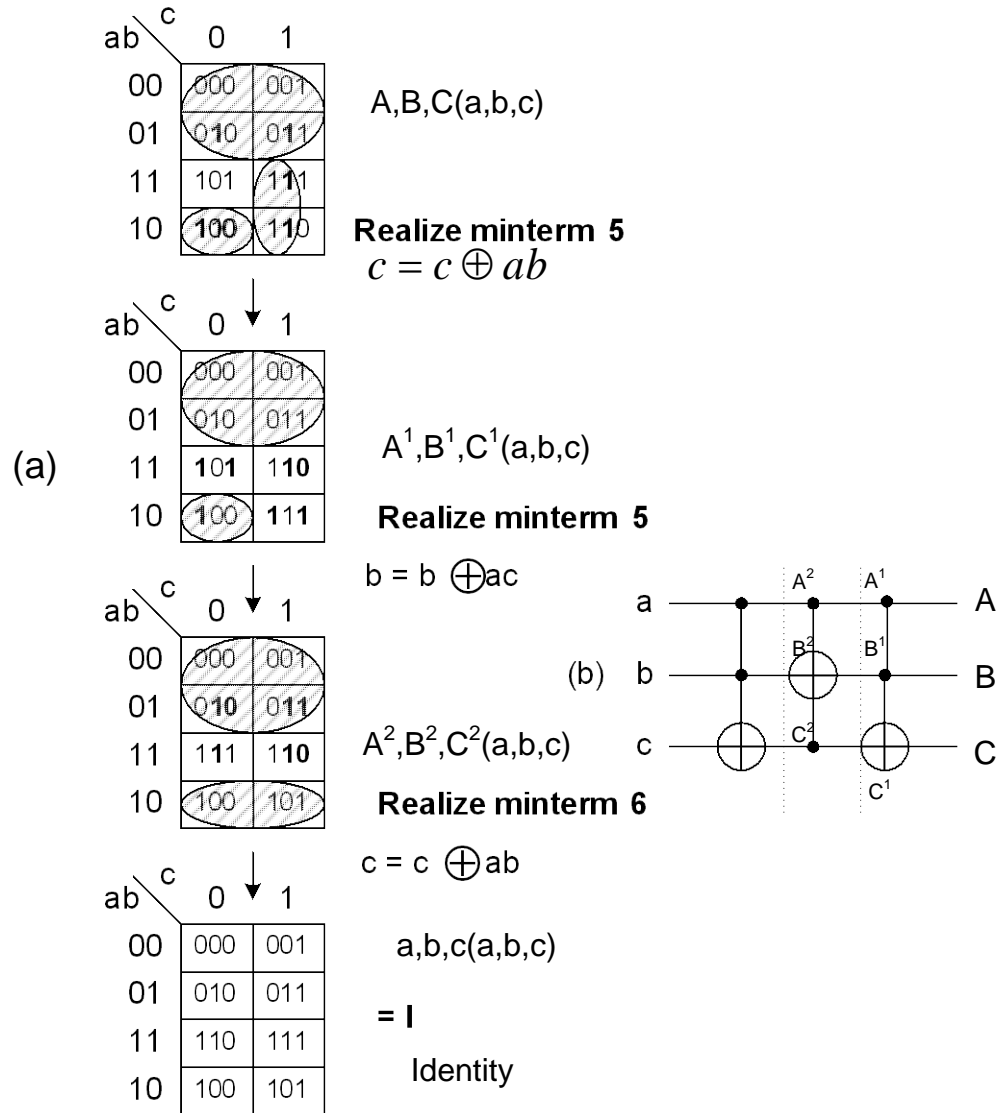 c
ab 0 1
00 000 001
01 010 011
11 101 111
10 100 110
A,B,C(a,b,c)
Realize minterm 5
c = c ⊕ ab
c
ab 0 1
00 000 001
01 010 011
11 101 110
10 100 111
(a)
A¹,B¹,C¹(a,b,c)
Realize minterm 5
b = b ⊕ac
c
ab 0 1
00 000 001
01 010 011
11 111 110
10 100 101
A²,B²,C²(a,b,c)
Realize minterm 6
c = c ⊕ab
c
ab 0 1
00 000 001
01 010 011
11 110 111
10 100 101
a,b,c(a,b,c)
= I
Identity
A² A¹
a A
B² B¹
(b) b B
C²
c C
C¹